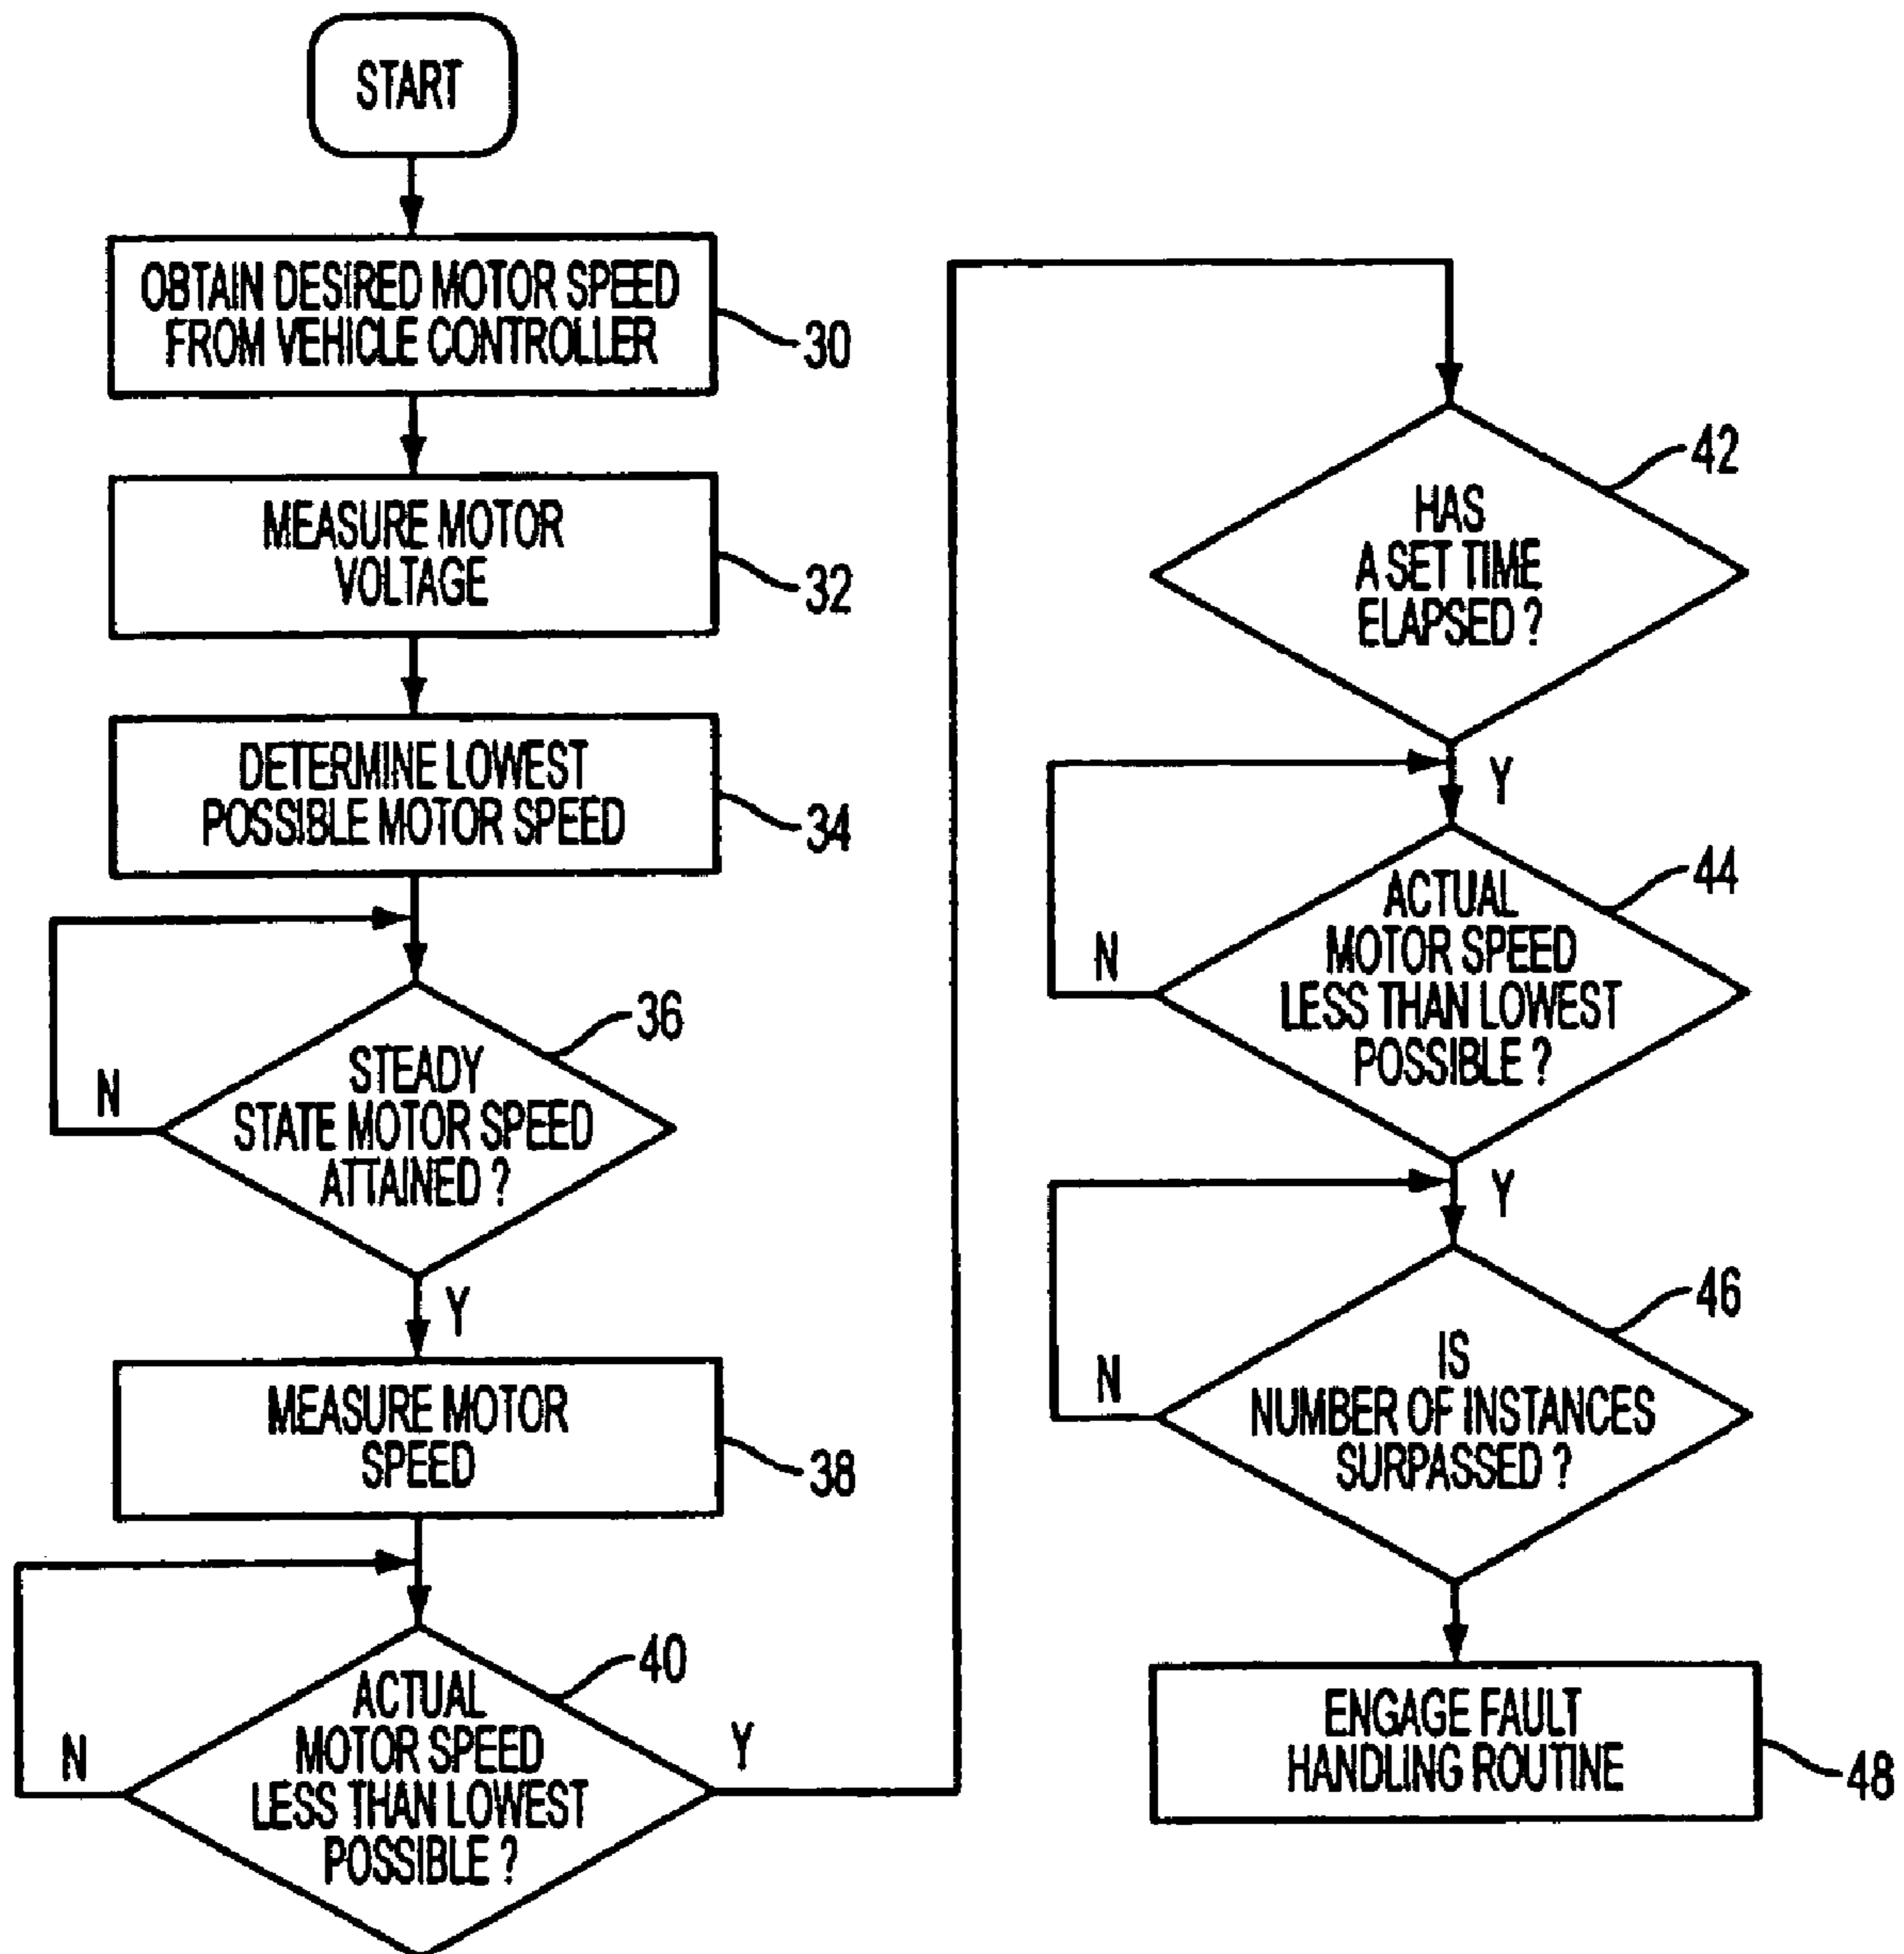 START
OBTAIN DESIRED MOTOR SPEED
FROM VEHICLE CONTROLLER
30
MEASURE MOTOR
VOLTAGE
32
DETERMINE LOWEST
POSSIBLE MOTOR SPEED
34
36
STEADY
STATE MOTOR SPEED
ATTAINED ?
N
Y
MEASURE MOTOR
SPEED
38
40
ACTUAL
MOTOR SPEED
LESS THAN LOWEST
POSSIBLE ?
N
Y
42
HAS
A SET TIME
ELAPSED ?
Y
44
ACTUAL
MOTOR SPEED
LESS THAN LOWEST
POSSIBLE ?
N
Y
46
IS
NUMBER OF INSTANCES
SURPASSED ?
N
ENGAGE FAULT
HANDLING ROUTINE
48